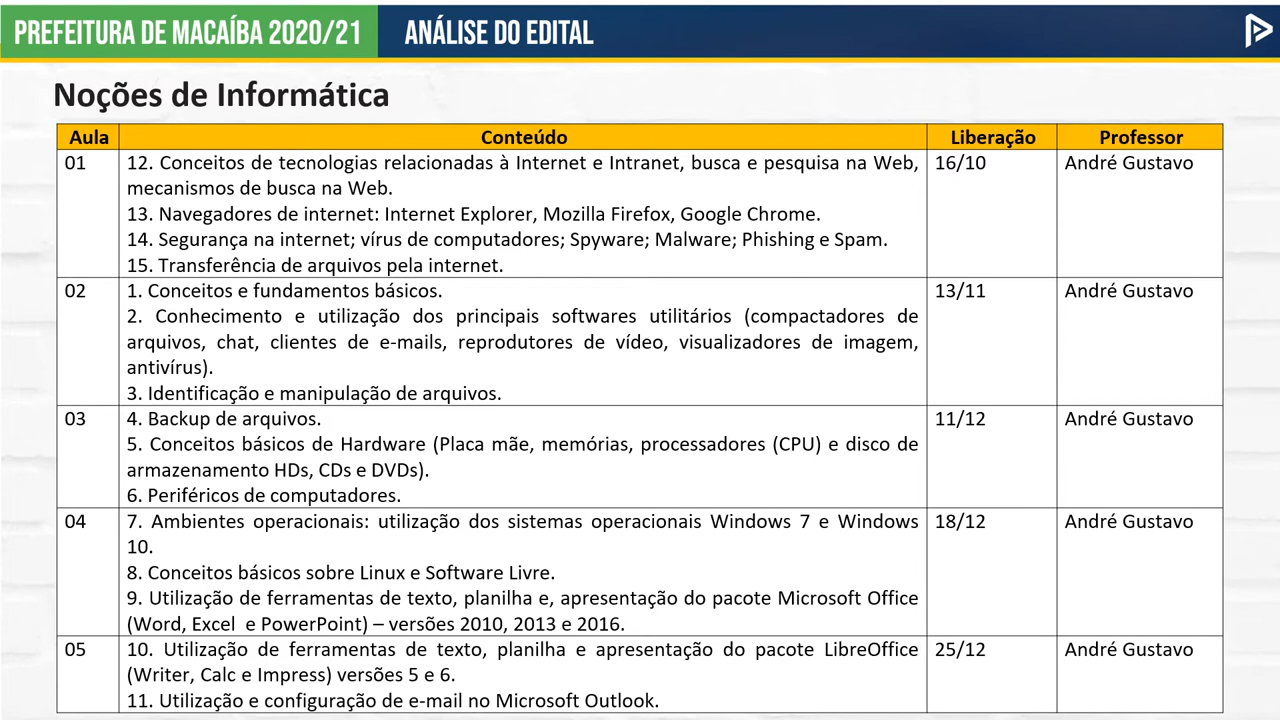 PREFEITURA DE MACAÍBA 2020/21 ANÁLISE DO EDITAL
Noções de Informática
Aula Conteúdo Liberação Professor
01 12. Conceitos de tecnologias relacionadas à Internet e Intranet, busca e pesquisa na Web, 16/10 André Gustavo
mecanismos de busca na Web.
13. Navegadores de internet: Internet Explorer, Mozilla Firefox, Google Chrome.
14. Segurança na internet; vírus de computadores; Spyware; Malware; Phishing e Spam.
15. Transferência de arquivos pela internet.
02 1. Conceitos e fundamentos básicos. 13/11 André Gustavo
2. Conhecimento e utilização dos principais softwares utilitários (compactadores de
arquivos, chat, clientes de e-mails, reprodutores de vídeo, visualizadores de imagem,
antivírus).
3. Identificação e manipulação de arquivos.
03 4. Backup de arquivos. 11/12 André Gustavo
5. Conceitos básicos de Hardware (Placa mãe, memórias, processadores (CPU) e disco de
armazenamento HDs, CDs e DVDs).
6. Periféricos de computadores.
04 7. Ambientes operacionais: utilização dos sistemas operacionais Windows 7 e Windows 18/12 André Gustavo
10.
8. Conceitos básicos sobre Linux e Software Livre.
9. Utilização de ferramentas de texto, planilha e, apresentação do pacote Microsoft Office
(Word, Excel e PowerPoint) – versões 2010, 2013 e 2016.
05 10. Utilização de ferramentas de texto, planilha e apresentação do pacote LibreOffice 25/12 André Gustavo
(Writer, Calc e Impress) versões 5 e 6.
11. Utilização e configuração de e-mail no Microsoft Outlook.